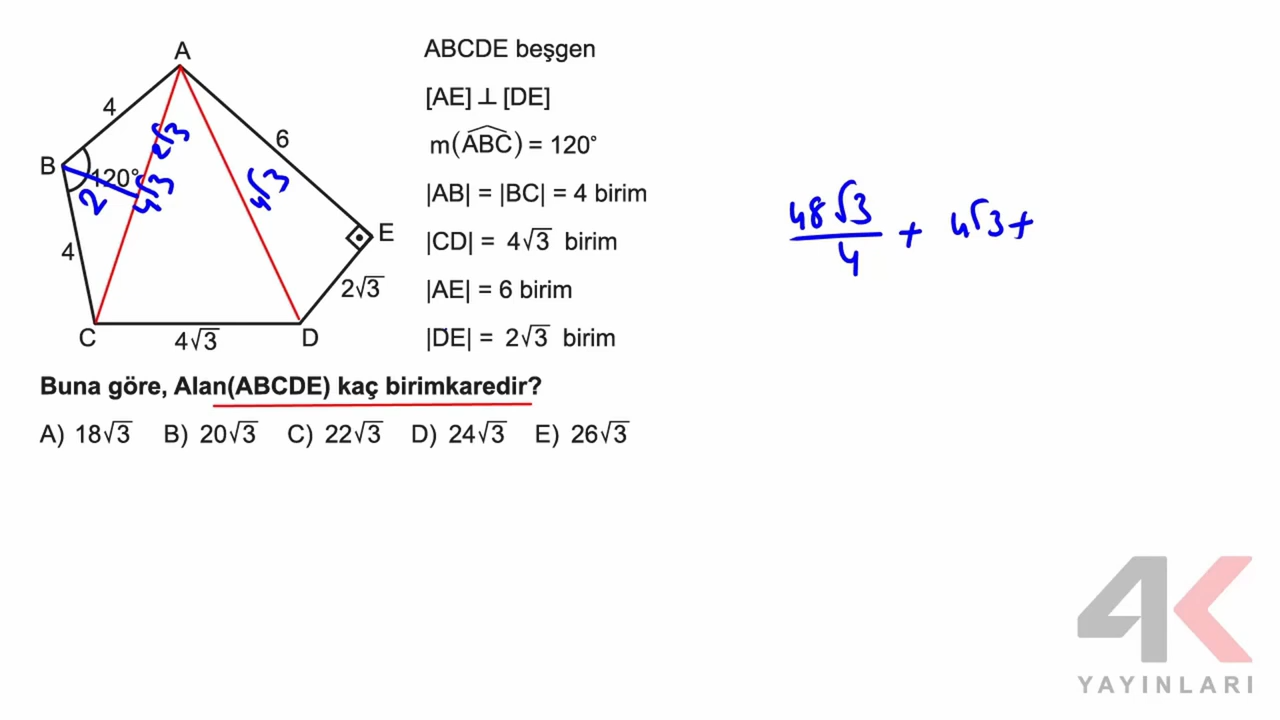 A
4
6
2√3
B
120°
4√3
4√3
2
E
4
2√3
C
4√3
D
ABCDE beşgen
[AE] ⊥ [DE]
m(ABC) = 120°
|AB| = |BC| = 4 birim
|CD| = 4√3 birim
|AE| = 6 birim
|DE| = 2√3 birim
48√3/4 + 4√3 +
Buna göre, Alan(ABCDE) kaç birimkaredir?
A) 18√3 B) 20√3 C) 22√3 D) 24√3 E) 26√3
4K
YAYINLARI